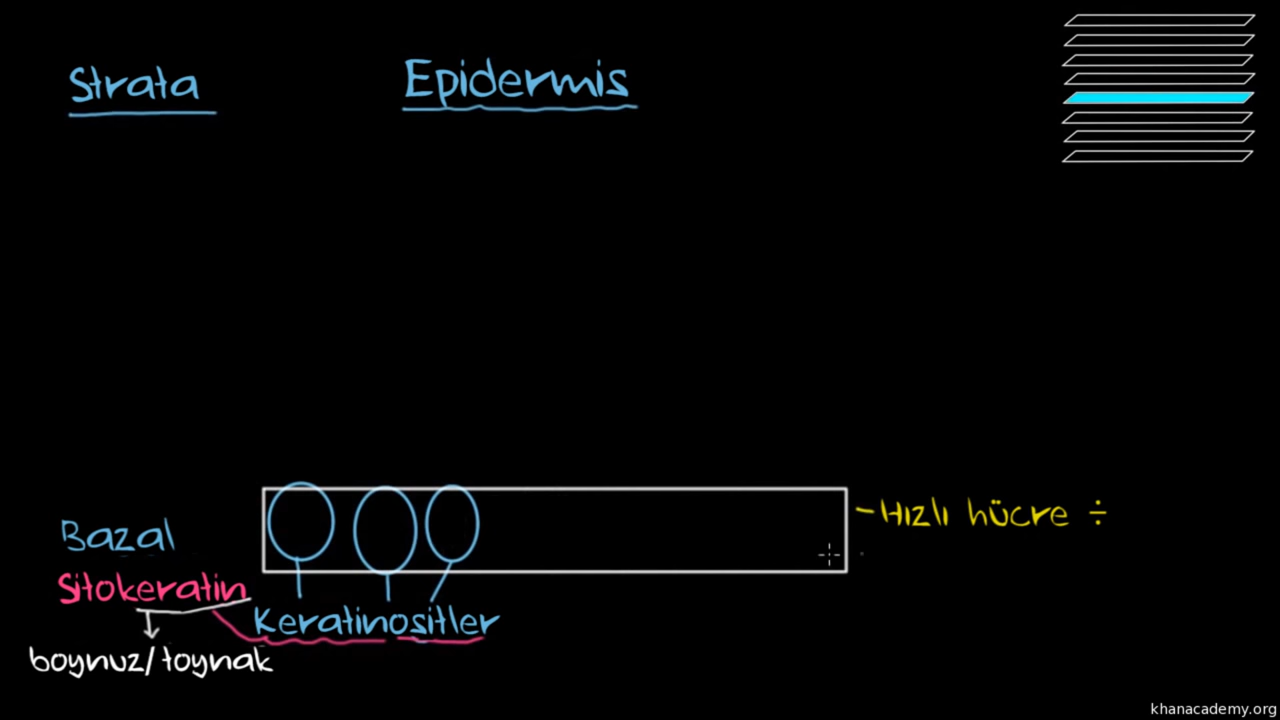 Strata
Epidermis
- Hızlı hücre ÷
Bazal
Sitokeratin
Keratinositler
boynuz/toynak
khanacademy.org